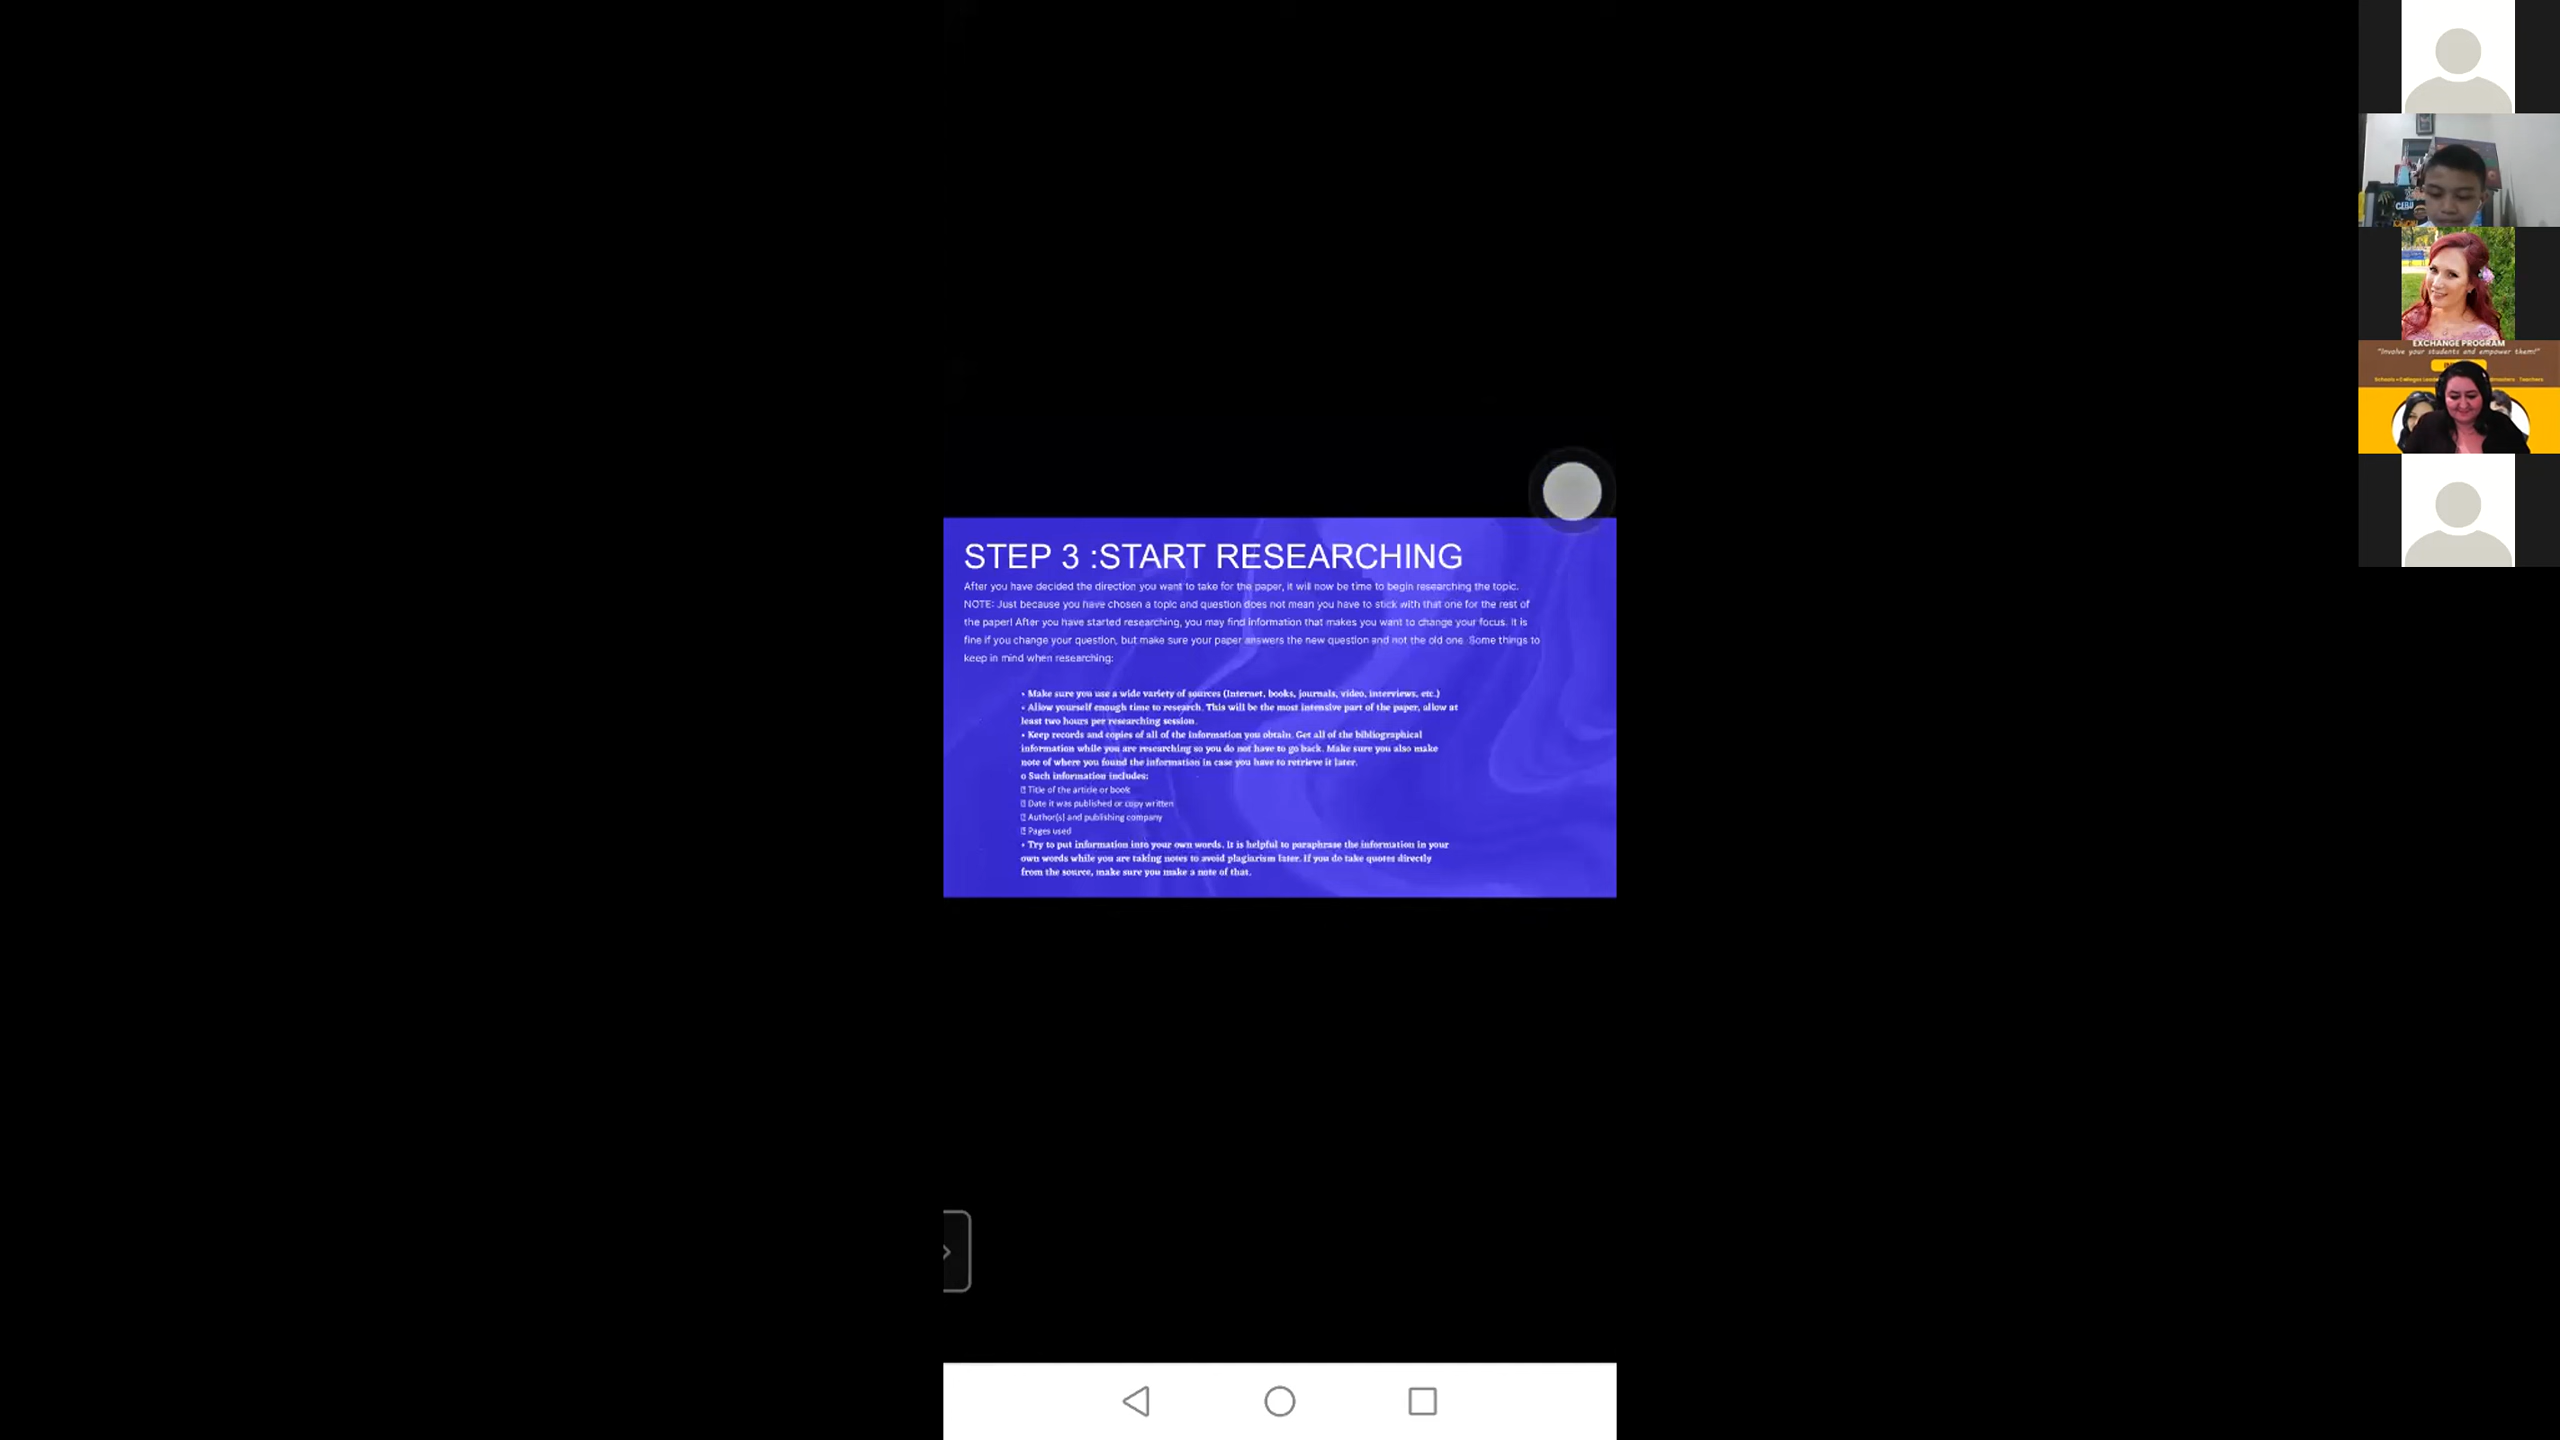 STEP 3 :START RESEARCHING
After you have decided the direction you want to take for the paper, it will now be time to begin researching the topic.
NOTE: Just because you have chosen a topic and question does not mean you have to stick with that one for the rest of
the paper! After you have started researching, you may find information that makes you want to change your focus. It is
fine if you change your question, but make sure your paper answers the new question and not the old one. Some things to
keep in mind when researching:
• Make sure you use a wide variety of sources (Internet, books, journals, video, interviews, etc.)
• Allow yourself enough time to research. This will be the most intensive part of the paper, allow at
least two hours per researching session.
• Keep records and copies of all of the information you obtain. Get all of the bibliographical
information while you are researching so you do not have to go back. Make sure you also make
note of where you found the information in case you have to retrieve it later.
o Such information includes:
Title of the article or book
Date it was published or copy written
Author(s) and publishing company
Pages used
• Try to put information into your own words. It is helpful to paraphrase the information in your
own words while you are taking notes to avoid plagiarism later. If you do take quotes directly
from the source, make sure you make a note of that.
EXCHANGE PROGRAM
"Involve your students and empower them!"
Schools • Colleges Teachers